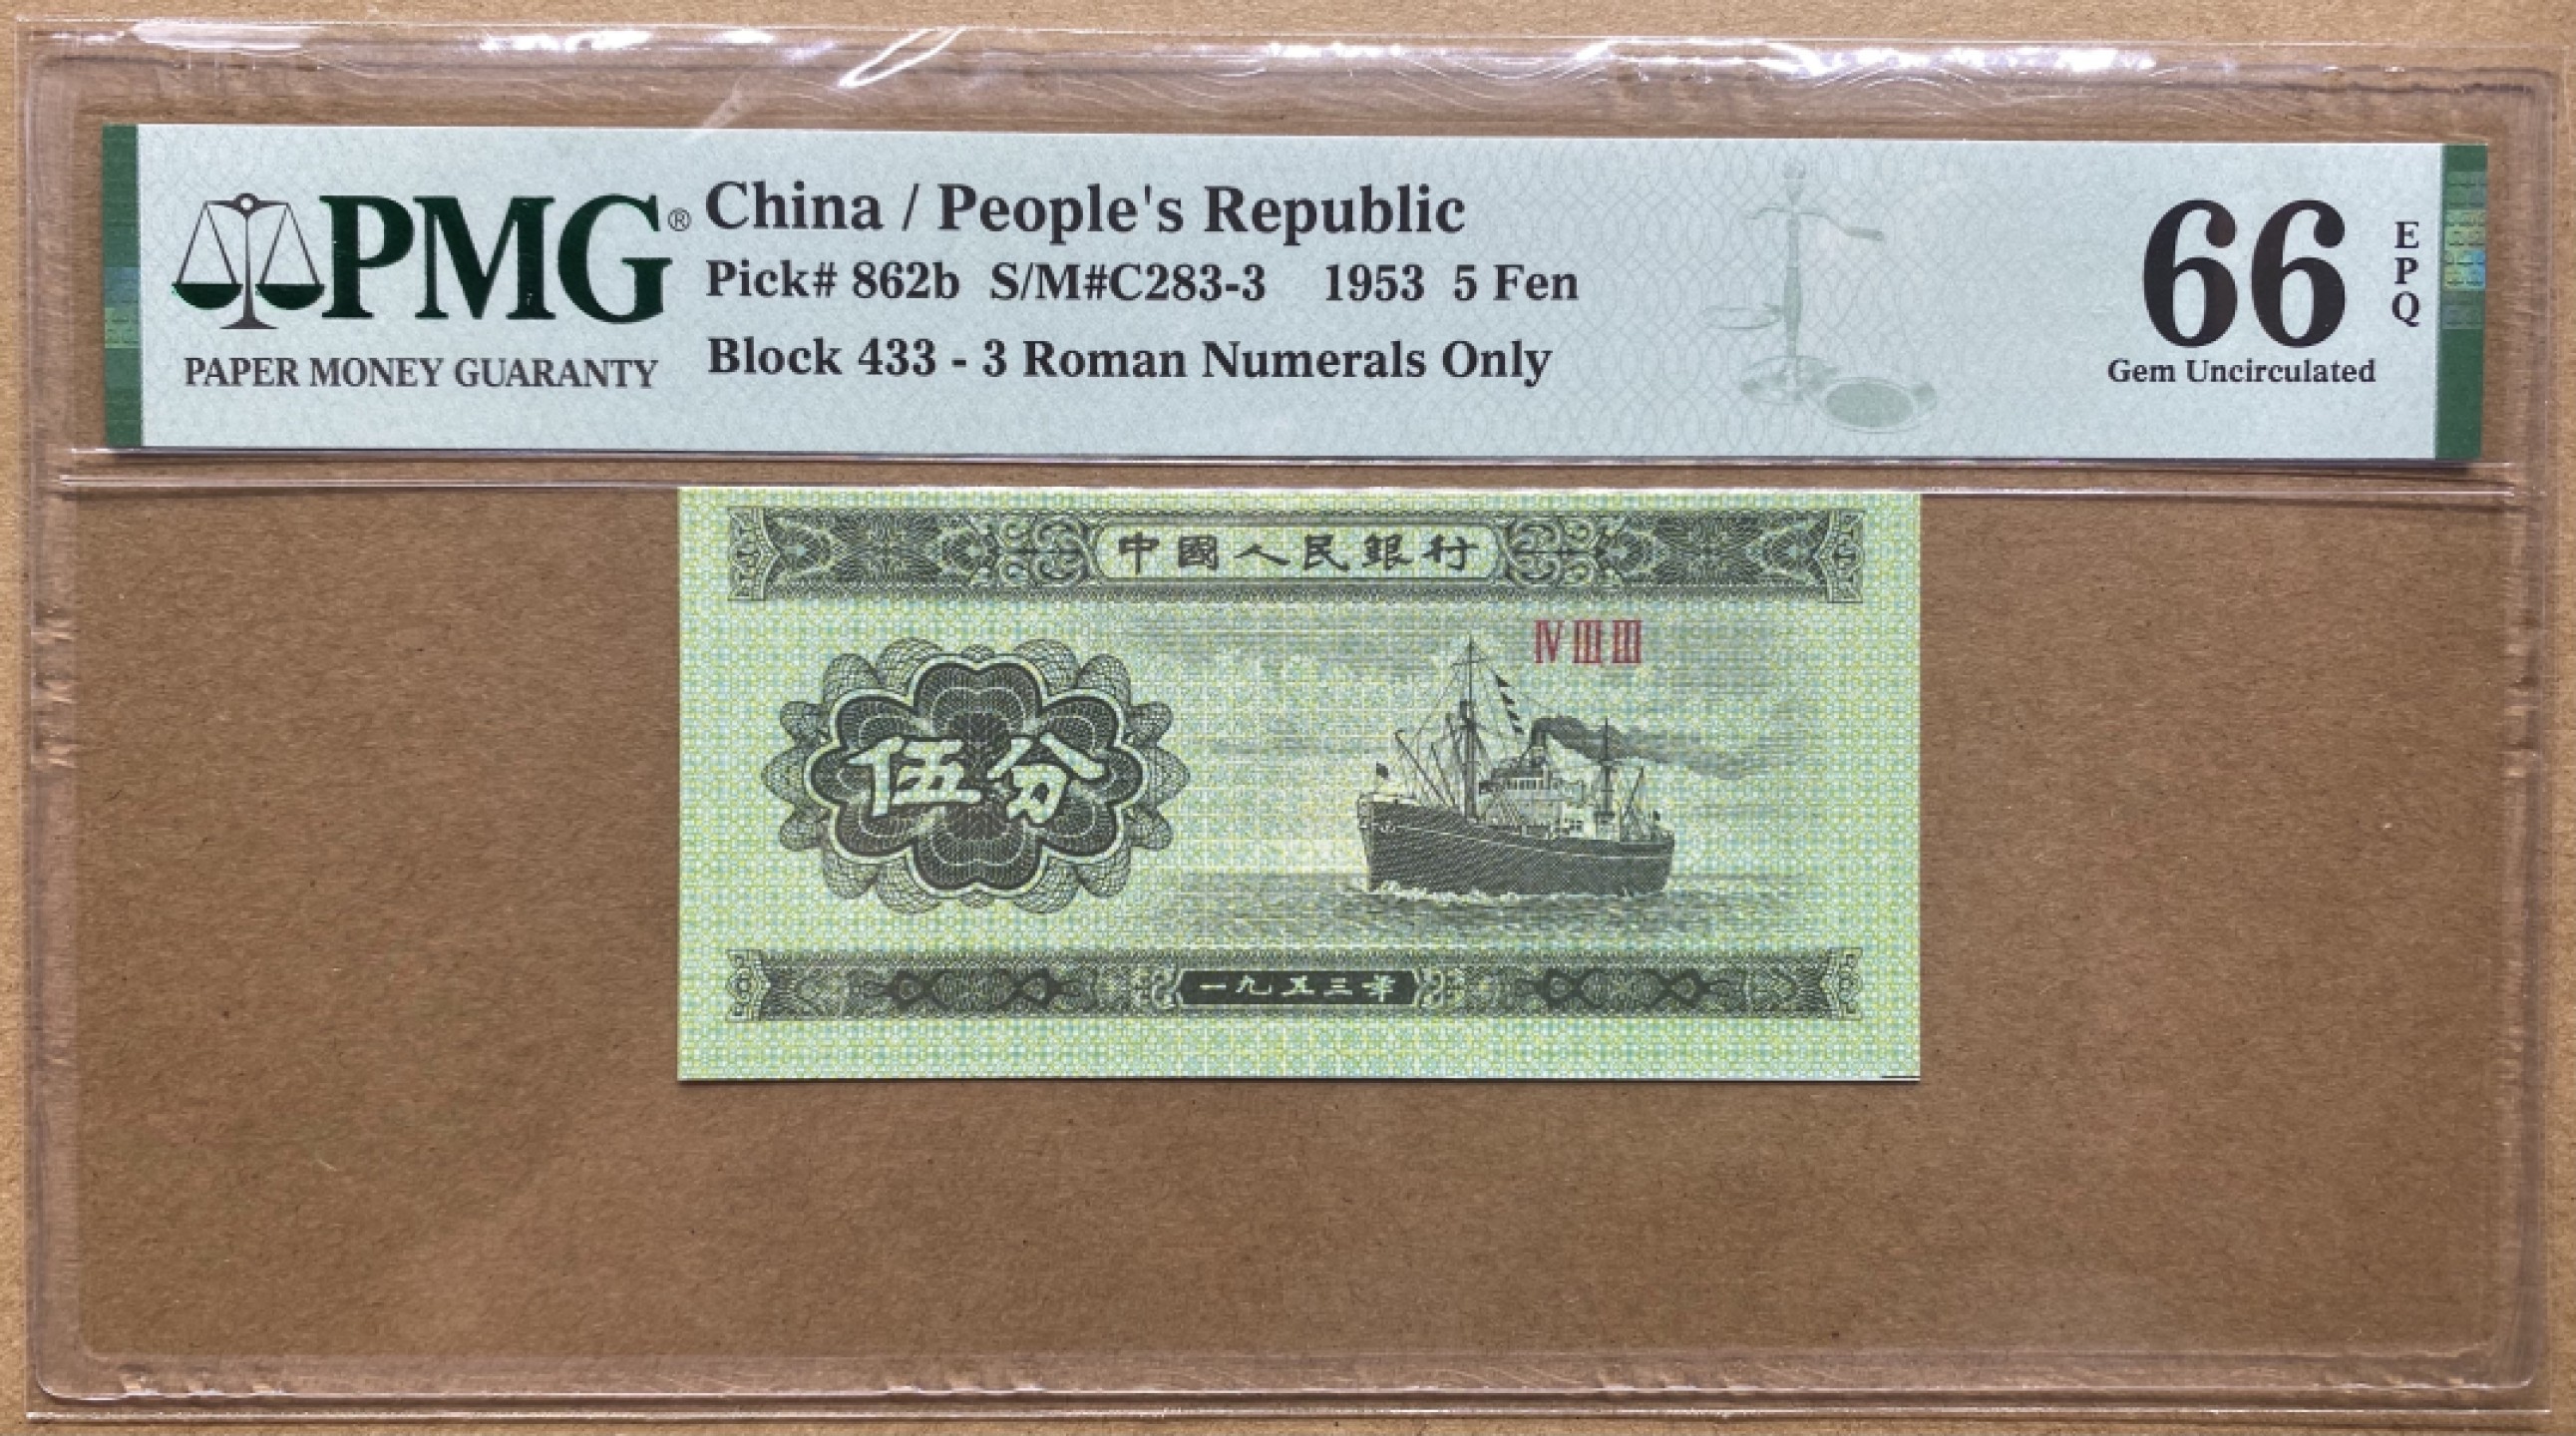 PMG®
PAPER MONEY GUARANTY
China / People's Republic
Pick# 862b S/M#C283-3 1953 5 Fen
Block 433 - 3 Roman Numerals Only
66
EPQ
Gem Uncirculated
中國人民銀行
IV III III
伍分
一九五三年